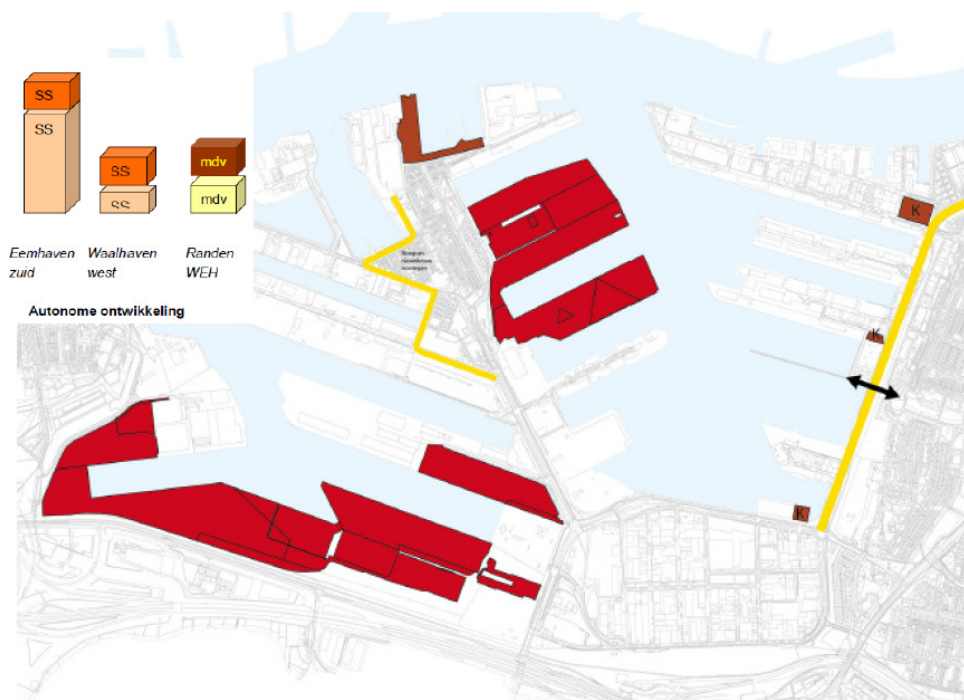 SS
SS
SS
SS
mdv
mdv
Eemhaven
zuid
Waalhaven
west
Randen
WEH
Autonome ontwikkeling
K
K
K